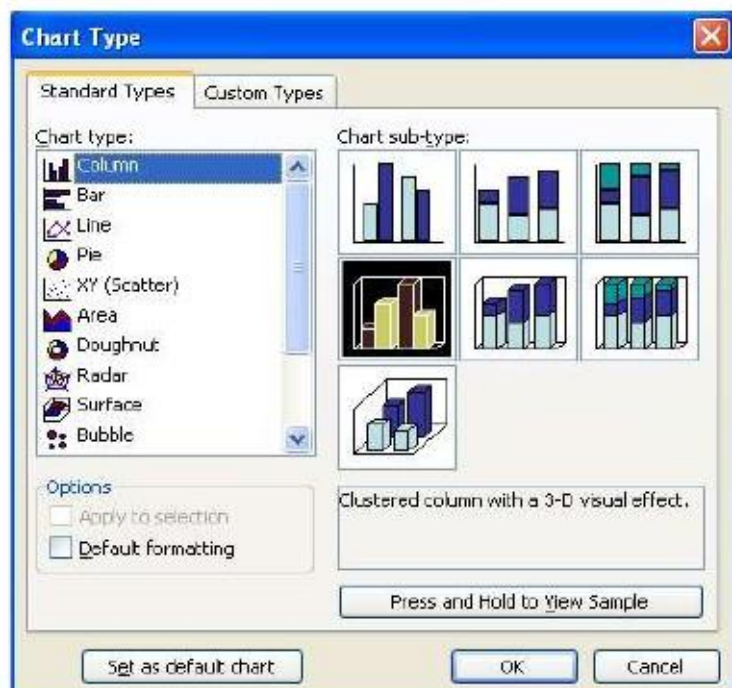 Chart Type
Standard Types
Custom Types
Chart type:
Column
Bar
Line
Pie
XY (Scatter)
Area
Doughnut
Radar
Surface
Bubble
Chart sub-type:
Clustered column with a 3-D visual effect.
Options
Apply to selection
Default formatting
Press and Hold to View Sample
Set as default chart
OK
Cancel